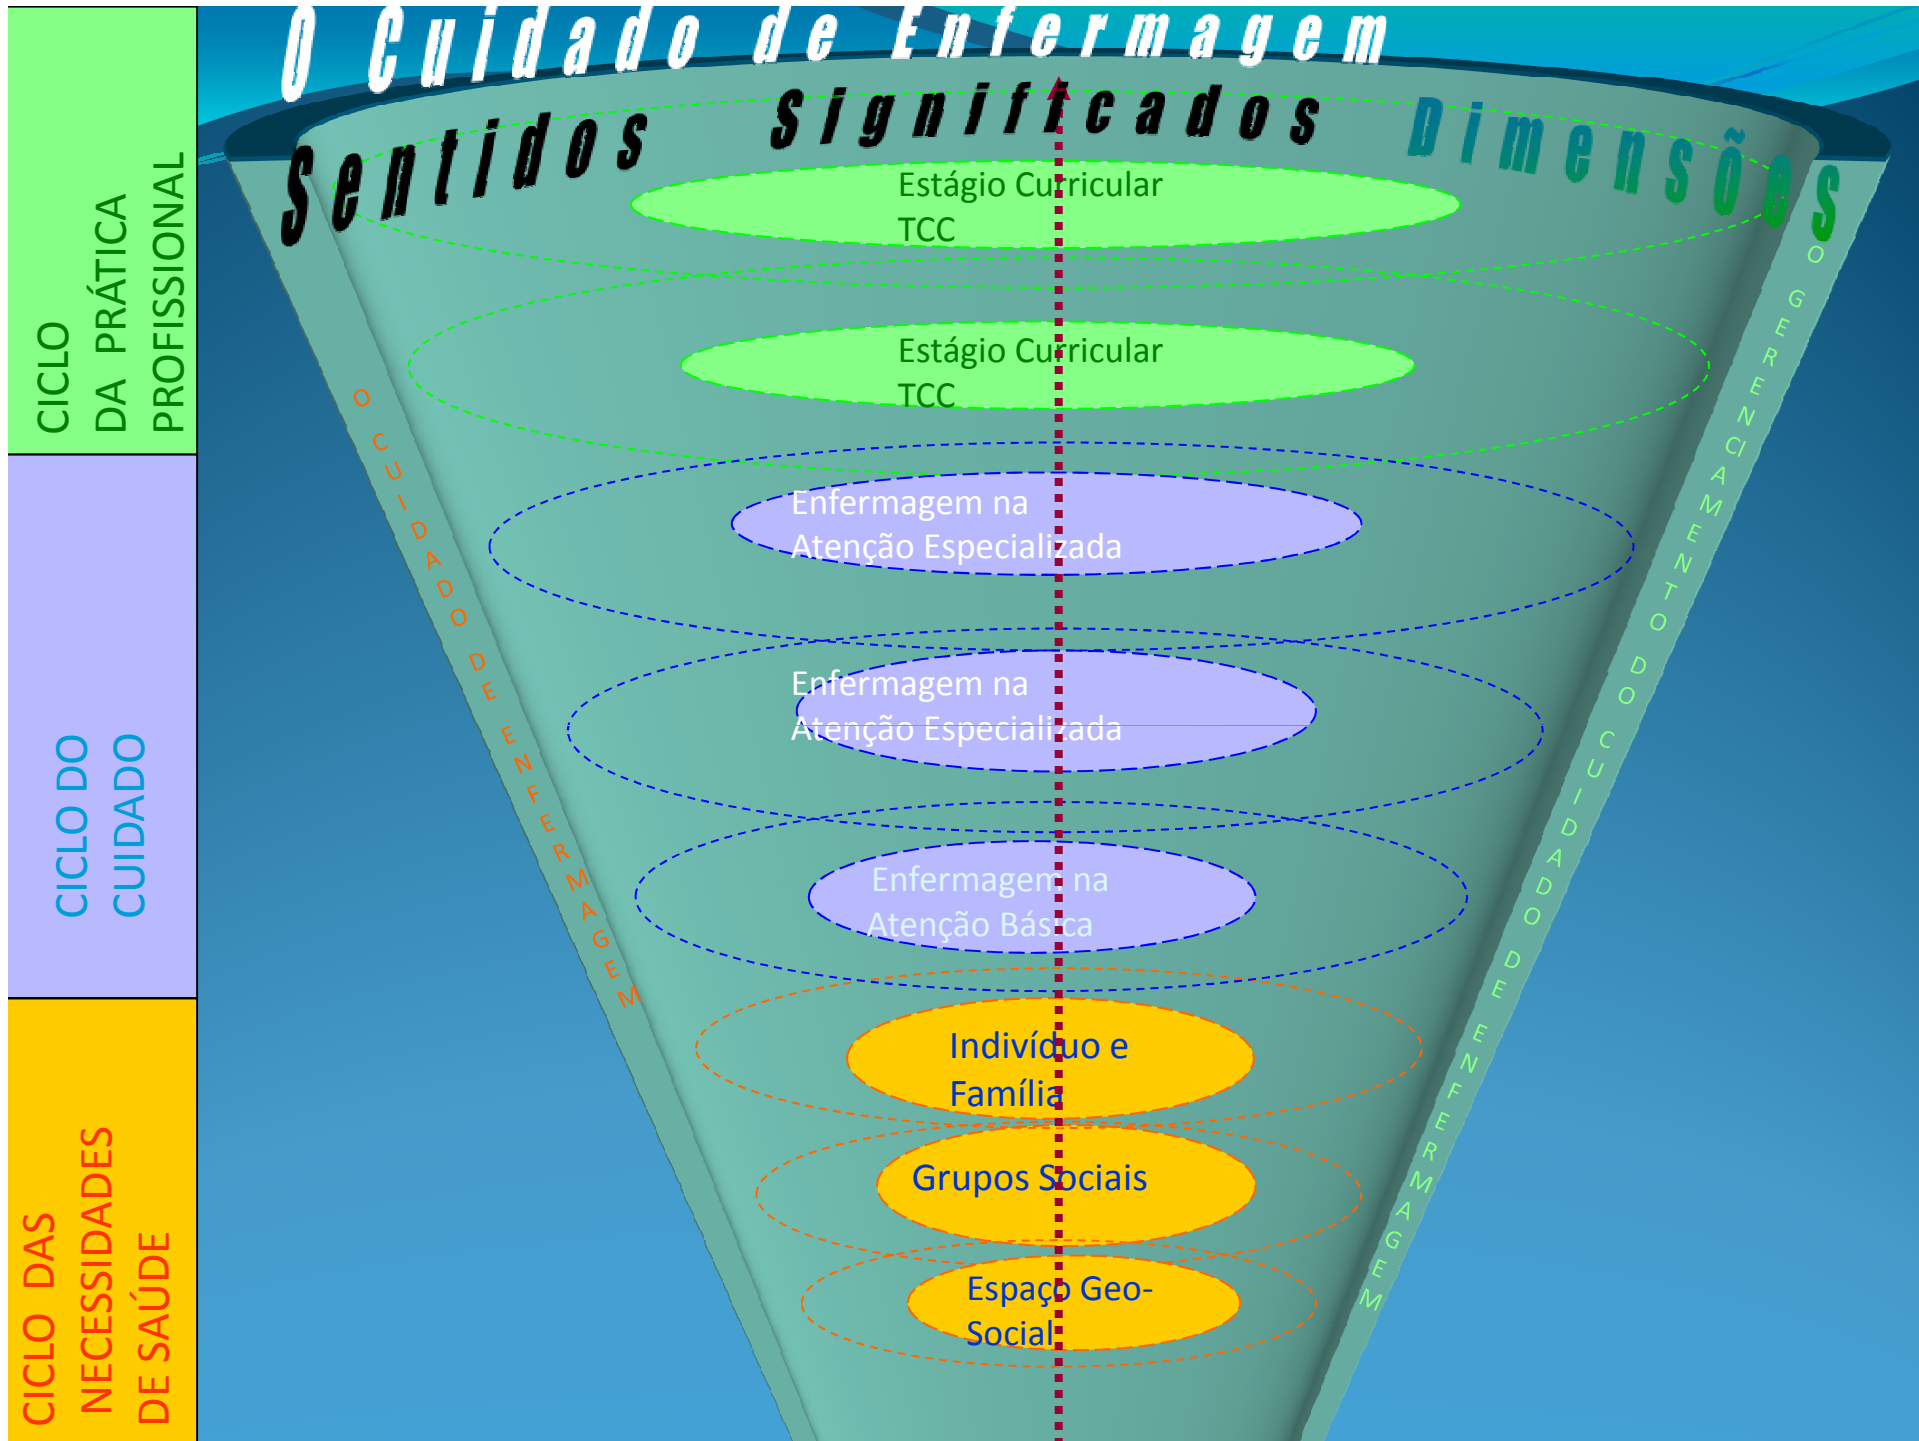 O Cuidado de Enfermagem
Sentidos Significados Dimensões
CICLO
DA PRÁTICA
PROFISSIONAL
CICLO DO
CUIDADO
CICLO DAS
NECESSIDADES
DE SAÚDE
Estágio Curricular
TCC
Estágio Curricular
TCC
Enfermagem na
Atenção Especializada
Enfermagem na
Atenção Especializada
Enfermagem na
Atenção Básica
Indivíduo e
Família
Grupos Sociais
Espaço Geo-
Social
O CUIDADO DE ENFERMAGEM
O GERENCIAMENTO DO CUIDADO DE ENFERMAGEM